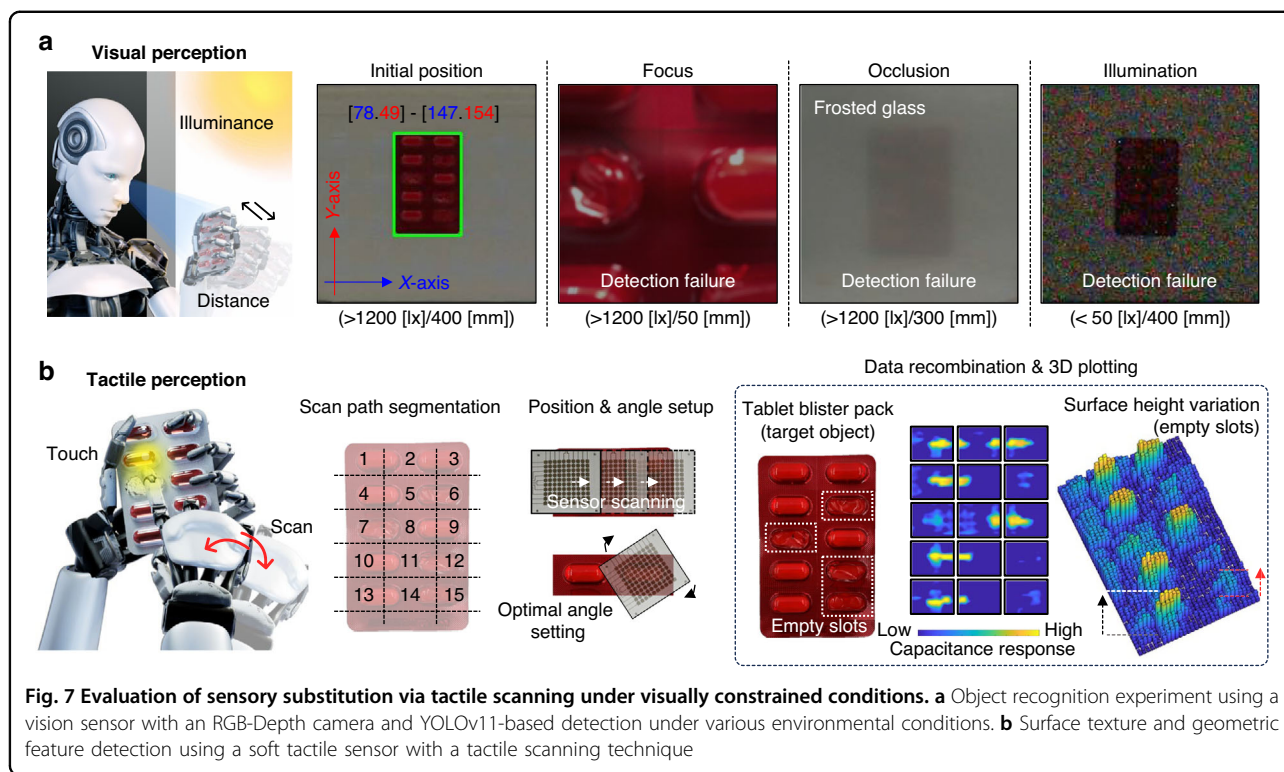 a
Visual perception
Illuminance
Distance
Initial position
[78.49] - [147.154]
Y-axis
X-axis
(>1200 [lx]/400 [mm])
Focus
Detection failure
(>1200 [lx]/50 [mm])
Occlusion
Frosted glass
Detection failure
(>1200 [lx]/300 [mm])
Illumination
Detection failure
(< 50 [lx]/400 [mm])
b
Tactile perception
Touch
Scan
Scan path segmentation
1 2 3
4 5 6
7 8 9
10 11 12
13 14 15
Position & angle setup
Sensor scanning
Optimal angle
setting
Data recombination & 3D plotting
Tablet blister pack
(target object)
Empty slots
Low High
Capacitance response
Surface height variation
(empty slots)
Fig. 7 Evaluation of sensory substitution via tactile scanning under visually constrained conditions. a Object recognition experiment using a
vision sensor with an RGB-Depth camera and YOLOv11-based detection under various environmental conditions. b Surface texture and geometric
feature detection using a soft tactile sensor with a tactile scanning technique